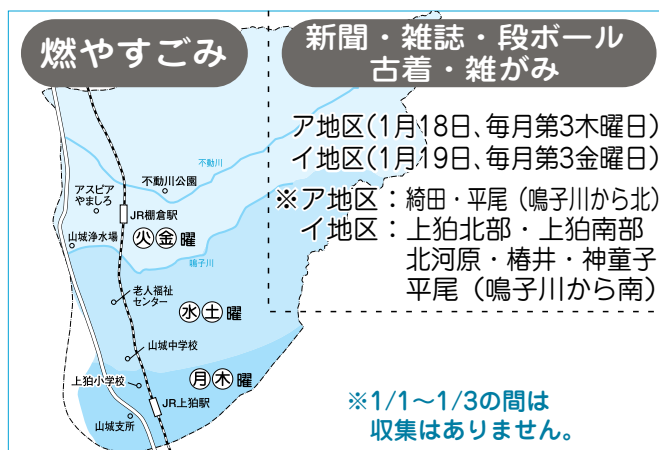 燃やすごみ
新聞・雑誌・段ボール
古着・雑がみ
ア地区(1月18日、毎月第3木曜日)
イ地区(1月19日、毎月第3金曜日)
※ア地区：綺田・平尾（鳴子川から北）
イ地区：上狛北部・上狛南部
北河原・椿井・神童子
平尾（鳴子川から南）
不動川
不動川公園
アスピア
やましろ
JR棚倉駅
山城浄水場
火金曜
鳴子川
老人福祉
センター
水土曜
山城中学校
上狛小学校
月木曜
JR上狛駅
山城支所
※1/1～1/3の間は
収集はありません。